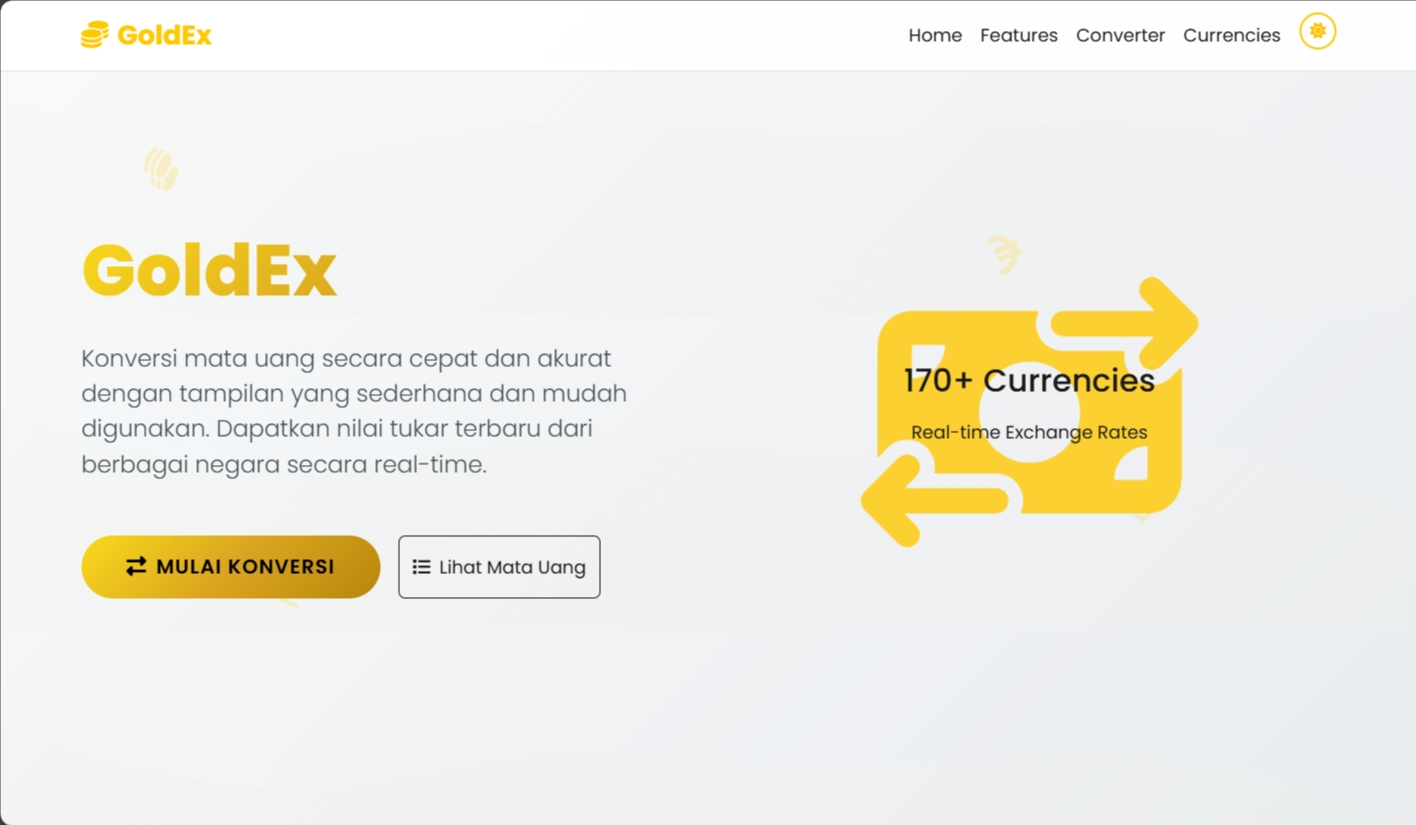 GoldEx
Home Features Converter Currencies
GoldEx
Konversi mata uang secara cepat dan akurat
dengan tampilan yang sederhana dan mudah
digunakan. Dapatkan nilai tukar terbaru dari
berbagai negara secara real-time.
MULAI KONVERSI
Lihat Mata Uang
170+ Currencies
Real-time Exchange Rates